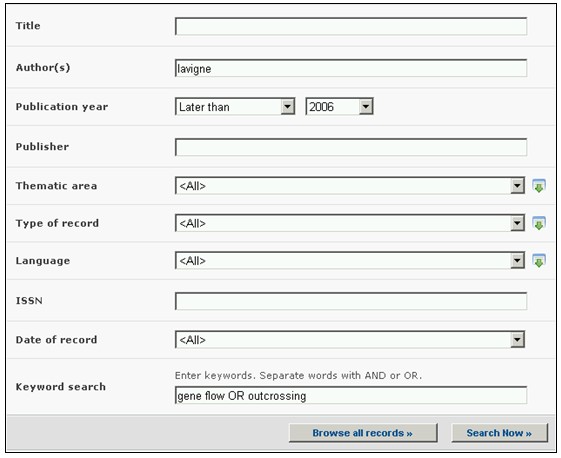 Title
Author(s) lavigne
Publication year Later than 2006
Publisher
Thematic area <All>
Type of record <All>
Language <All>
ISSN
Date of record <All>
Enter keywords. Separate words with AND or OR.
Keyword search
gene flow OR outcrossing
Browse all records » Search Now »